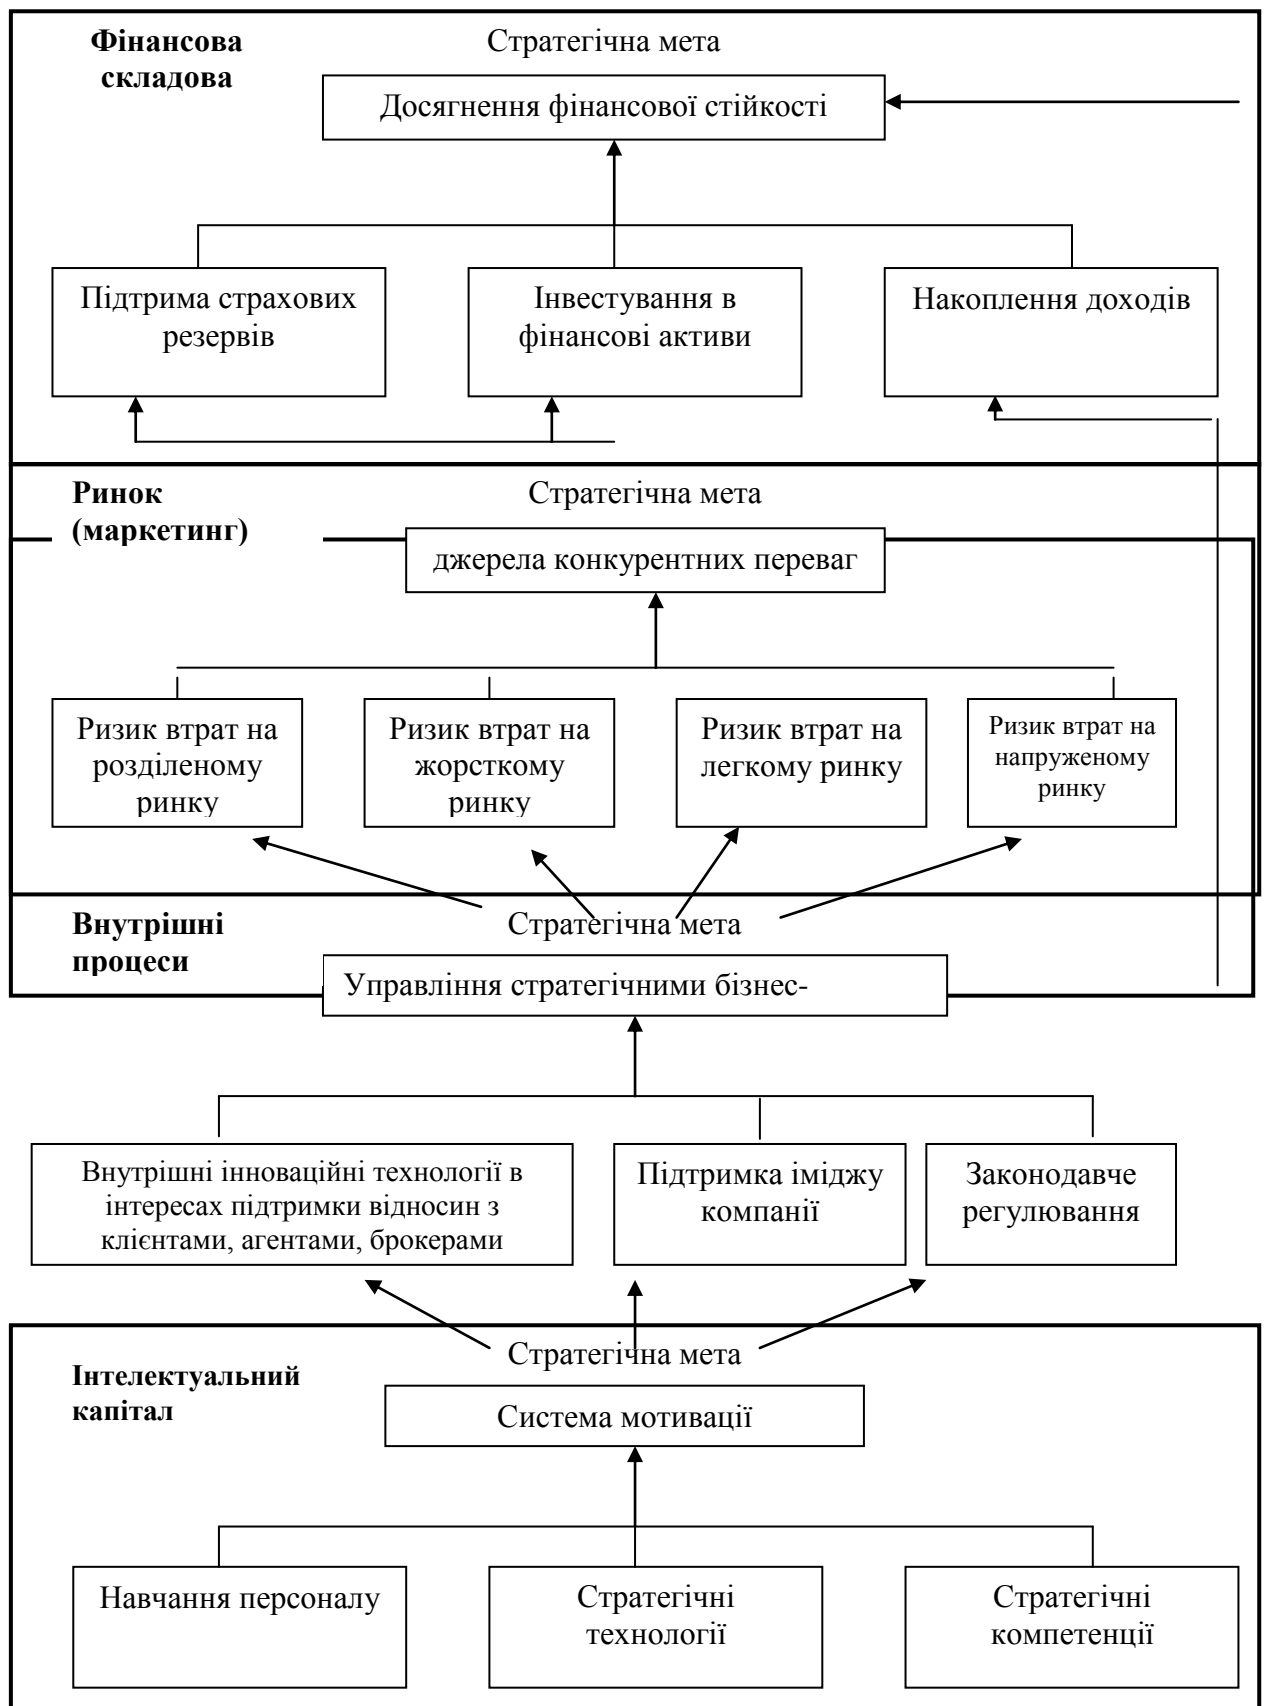 Фінансова
складова
Стратегічна мета
Досягнення фінансової стійкості
Підтрима страхових
резервів
Інвестування в
фінансові активи
Накоплення доходів
Ринок
(маркетинг)
Стратегічна мета
джерела конкурентних переваг
Ризик втрат на
розділеному
ринку
Ризик втрат на
жорсткому
ринку
Ризик втрат на
легкому ринку
Ризик втрат на
напруженому
ринку
Внутрішні
процеси
Стратегічна мета
Управління стратегічними бізнес-
Внутрішні інноваційні технології в
інтересах підтримки відносин з
клієнтами, агентами, брокерами
Підтримка іміджу
компанії
Законодавче
регулювання
Інтелектуальний
капітал
Стратегічна мета
Система мотивації
Навчання персоналу
Стратегічні
технології
Стратегічні
компетенції